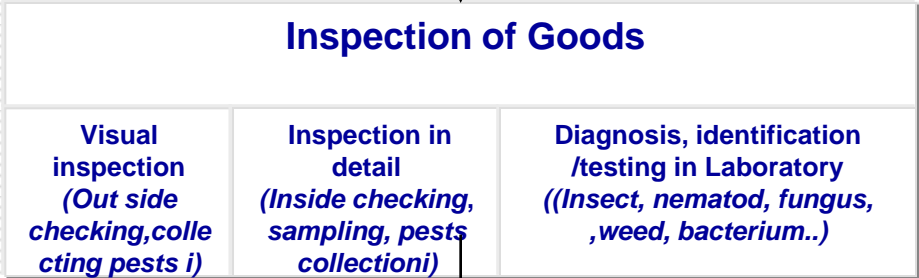 Inspection of Goods
Visual
inspection
(Out side
checking,colle
cting pests i)
Inspection in
detail
(Inside checking,
sampling, pests
collectioni)
Diagnosis, identification
/testing in Laboratory
((Insect, nematod, fungus,
,weed, bacterium..)